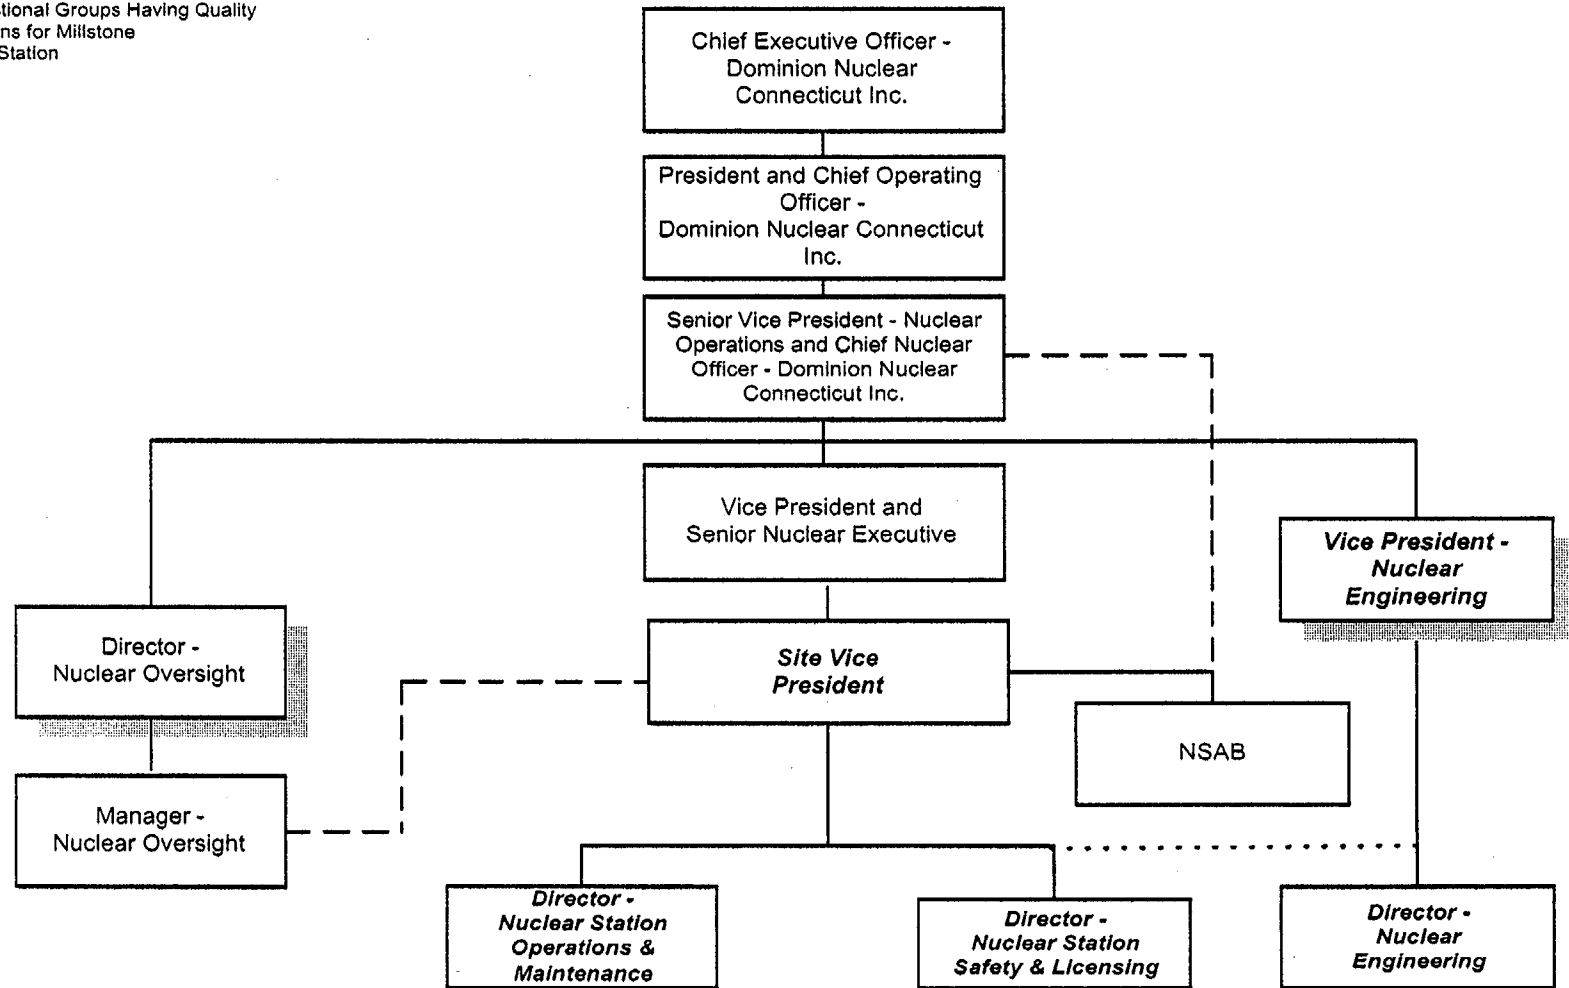 tional Groups Having Quality
ns for Millstone
Station
Chief Executive Officer -
Dominion Nuclear
Connecticut Inc.
President and Chief Operating
Officer -
Dominion Nuclear Connecticut
Inc.
Senior Vice President - Nuclear
Operations and Chief Nuclear
Officer - Dominion Nuclear
Connecticut Inc.
Vice President and
Senior Nuclear Executive
Vice President -
Nuclear
Engineering
Director -
Nuclear Oversight
Site Vice
President
NSAB
Manager -
Nuclear Oversight
Director -
Nuclear Station
Operations &
Maintenance
Director -
Nuclear Station
Safety & Licensing
Director -
Nuclear
Engineering